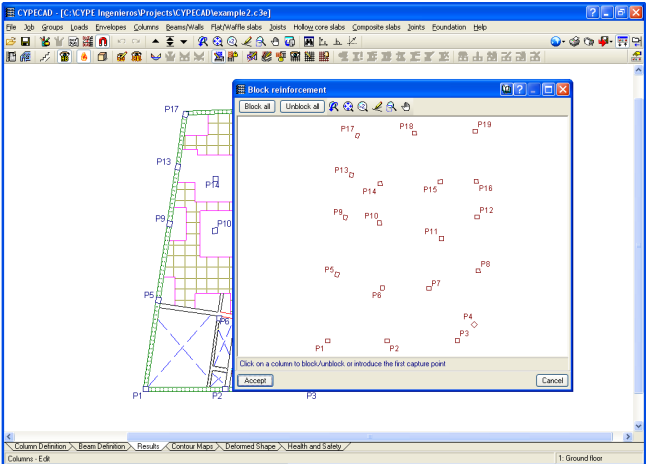 CYPECAD - [C:\CYPE Ingenieros\Projects\CYPECAD\example2.c3e]
File Job Groups Loads Envelopes Columns Beams/Walls Flat/Waffle slabs Joists Hollow core slabs Composite slabs Joints Foundation Help
Block reinforcement
Block all Unblock all
P17 P18 P19
P13 P14 P15 P16
P9 P10 P11 P12
P5 P6 P7 P8
P4
P1 P2 P3
Click on a column to block/unblock or introduce the first capture point
Accept Cancel
P17
P13
P14
P9
P10
P5
P6
P1 P2 P3
Column Definition Beam Definition Results Contour Maps Deformed Shape Health and Safety
Columns - Edit 1: Ground floor